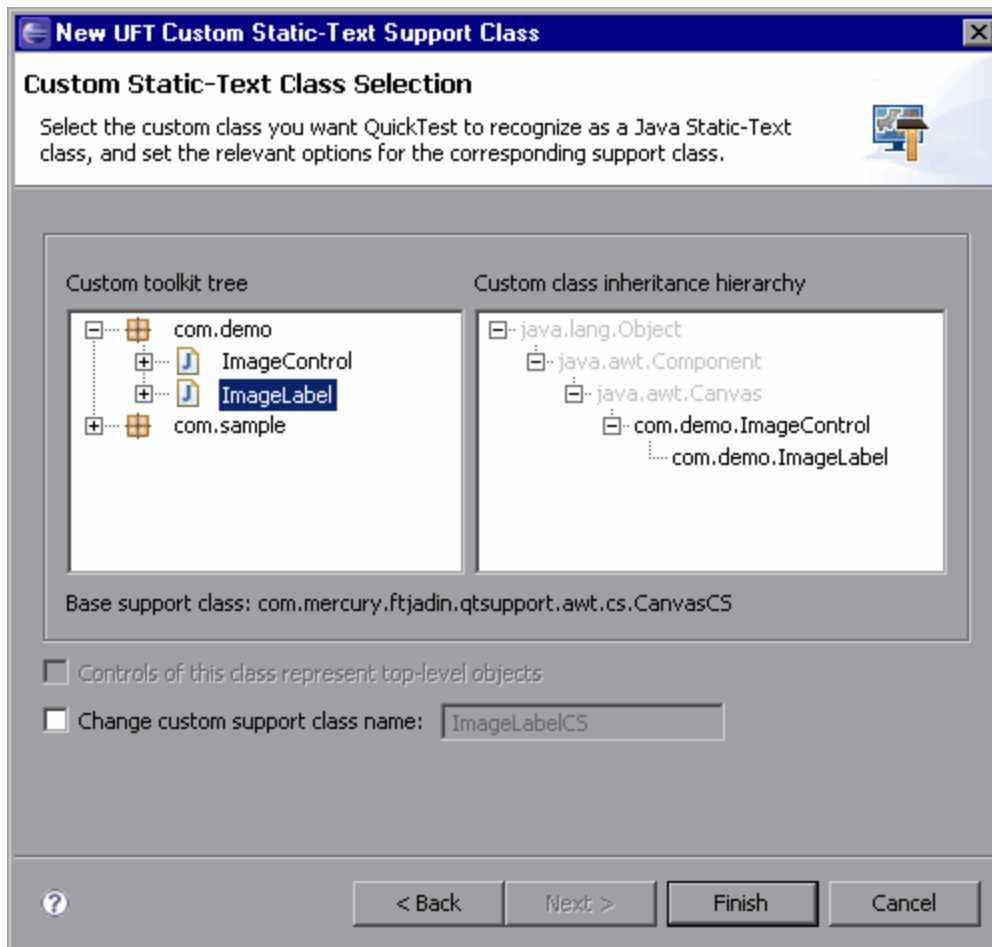 New UFT Custom Static-Text Support Class
Custom Static-Text Class Selection
Select the custom class you want QuickTest to recognize as a Java Static-Text
class, and set the relevant options for the corresponding support class.
Custom toolkit tree
com.demo
ImageControl
ImageLabel
com.sample
Custom class inheritance hierarchy
java.lang.Object
java.awt.Component
java.awt.Canvas
com.demo.ImageControl
com.demo.ImageLabel
Base support class: com.mercury.ftjadin.qtsupport.awt.cs.CanvasCS
Controls of this class represent top-level objects
Change custom support class name: ImageLabelCS
< Back Next > Finish Cancel